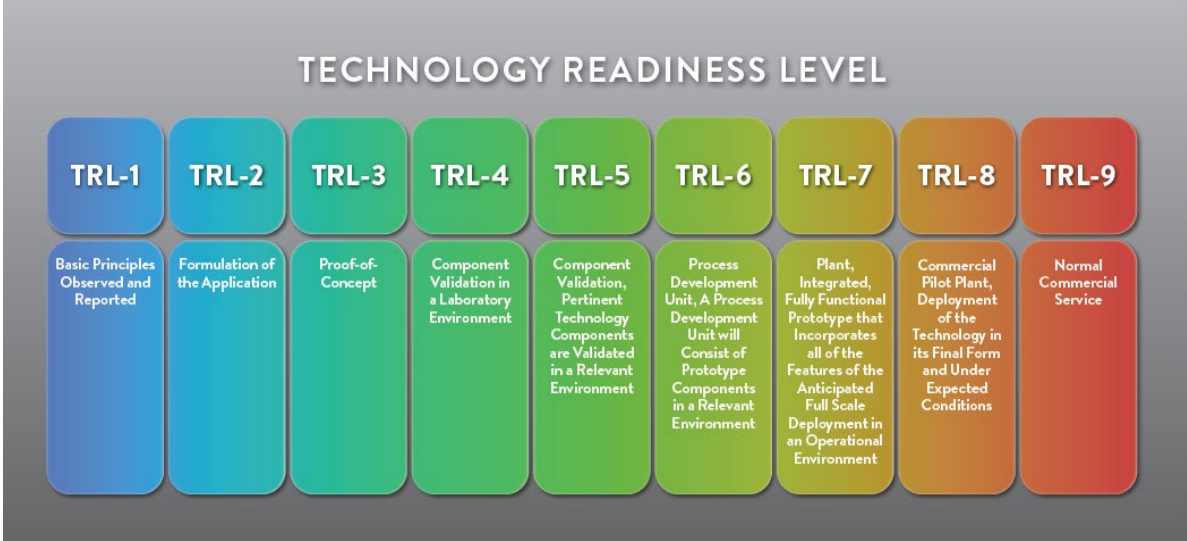 TECHNOLOGY READINESS LEVEL
TRL-1
TRL-2
TRL-3
TRL-4
TRL-5
TRL-6
TRL-7
TRL-8
TRL-9
Basic Principles
Observed and
Reported
Formulation of
the Application
Proof-of-
Concept
Component
Validation in
a Laboratory
Environment
Component
Validation,
Pertinent
Technology
Components
are Validated
in a Relevant
Environment
Process
Development
Unit, A Process
Development
Unit will
Consist of
Prototype
Components
in a Relevant
Environment
Plant,
Integrated,
Fully Functional
Prototype that
Incorporates
all of the
Features of the
Anticipated
Full Scale
Deployment in
an Operational
Environment
Commercial
Pilot Plant,
Deployment
of the
Technology in
its Final Form
and Under
Expected
Conditions
Normal
Commercial
Service